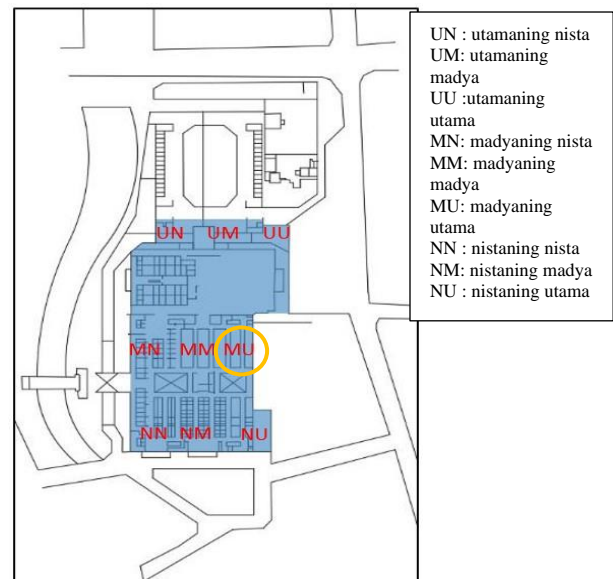 UN UM UU
MN MM MU
NN NM NU
UN : utamaning nista
UM: utamaning
madya
UU :utamaning
utama
MN: madyaning nista
MM: madyaning
madya
MU: madyaning
utama
NN : nistaning nista
NM: nistaning madya
NU : nistaning utama